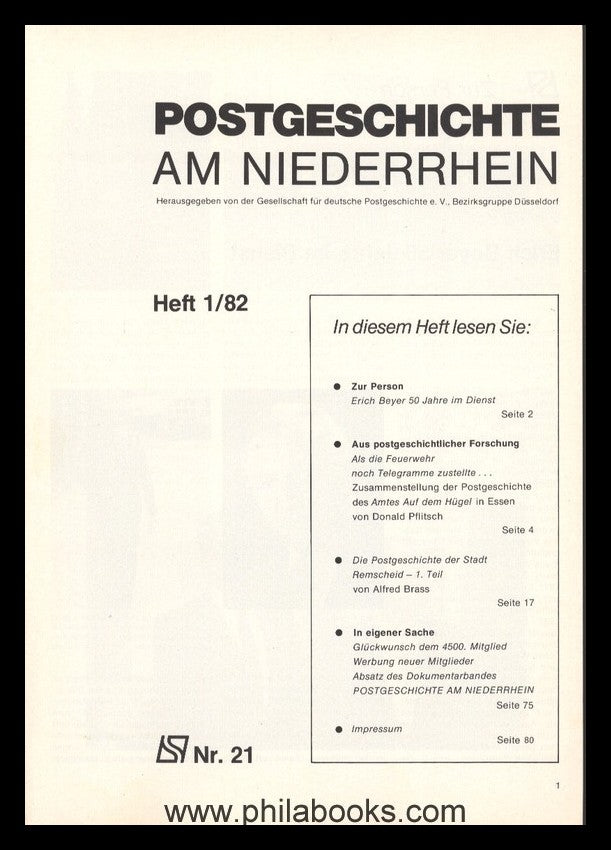 POSTGESCHICHTE
AM NIEDERRHEIN
Herausgegeben von der Gesellschaft für deutsche Postgeschichte e. V., Bezirksgruppe Düsseldorf
Heft 1/82
In diesem Heft lesen Sie:
● Zur Person
Erich Beyer 50 Jahre im Dienst
Seite 2
● Aus postgeschichtlicher Forschung
Als die Feuerwehr
noch Telegramme zustellte . . .
Zusammenstellung der Postgeschichte
des Amtes Auf dem Hügel in Essen
von Donald Pflitsch
Seite 4
● Die Postgeschichte der Stadt
Remscheid – 1. Teil
von Alfred Brass
Seite 17
● In eigener Sache
Glückwunsch dem 4500. Mitglied
Werbung neuer Mitglieder
Absatz des Dokumentarbandes
POSTGESCHICHTE AM NIEDERRHEIN
Seite 75
● Impressum
Seite 80
Nr. 21
1
www.philabooks.com